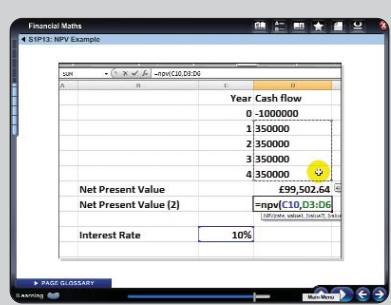 Financial Maths
S1P13: NPV Example
SUM =npv(C10,D3:D6
Year Cash flow
0 -1000000
1 350000
2 350000
3 350000
4 350000
Net Present Value £99,502.64
Net Present Value (2) =npv(C10,D3:D6
Interest Rate 10%
PAGE GLOSSARY
Main Menu